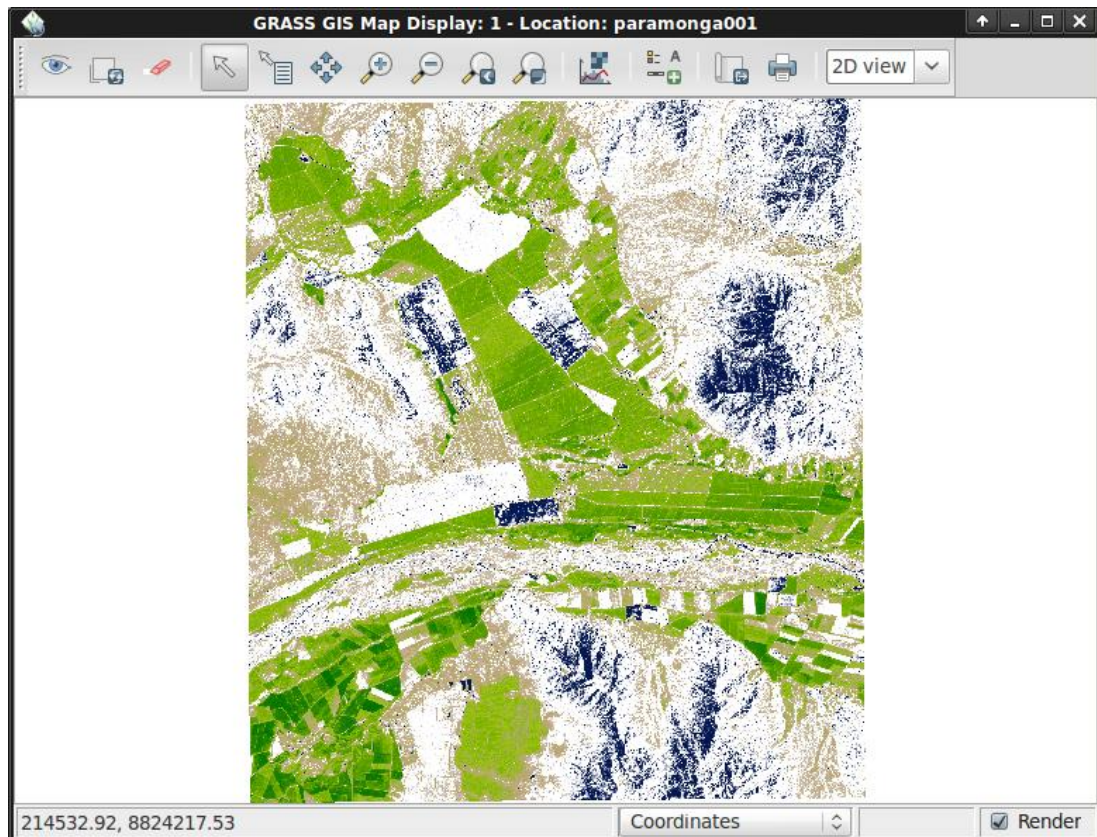 GRASS GIS Map Display: 1 - Location: paramonga001
2D view
214532.92, 8824217.53
Coordinates
Render